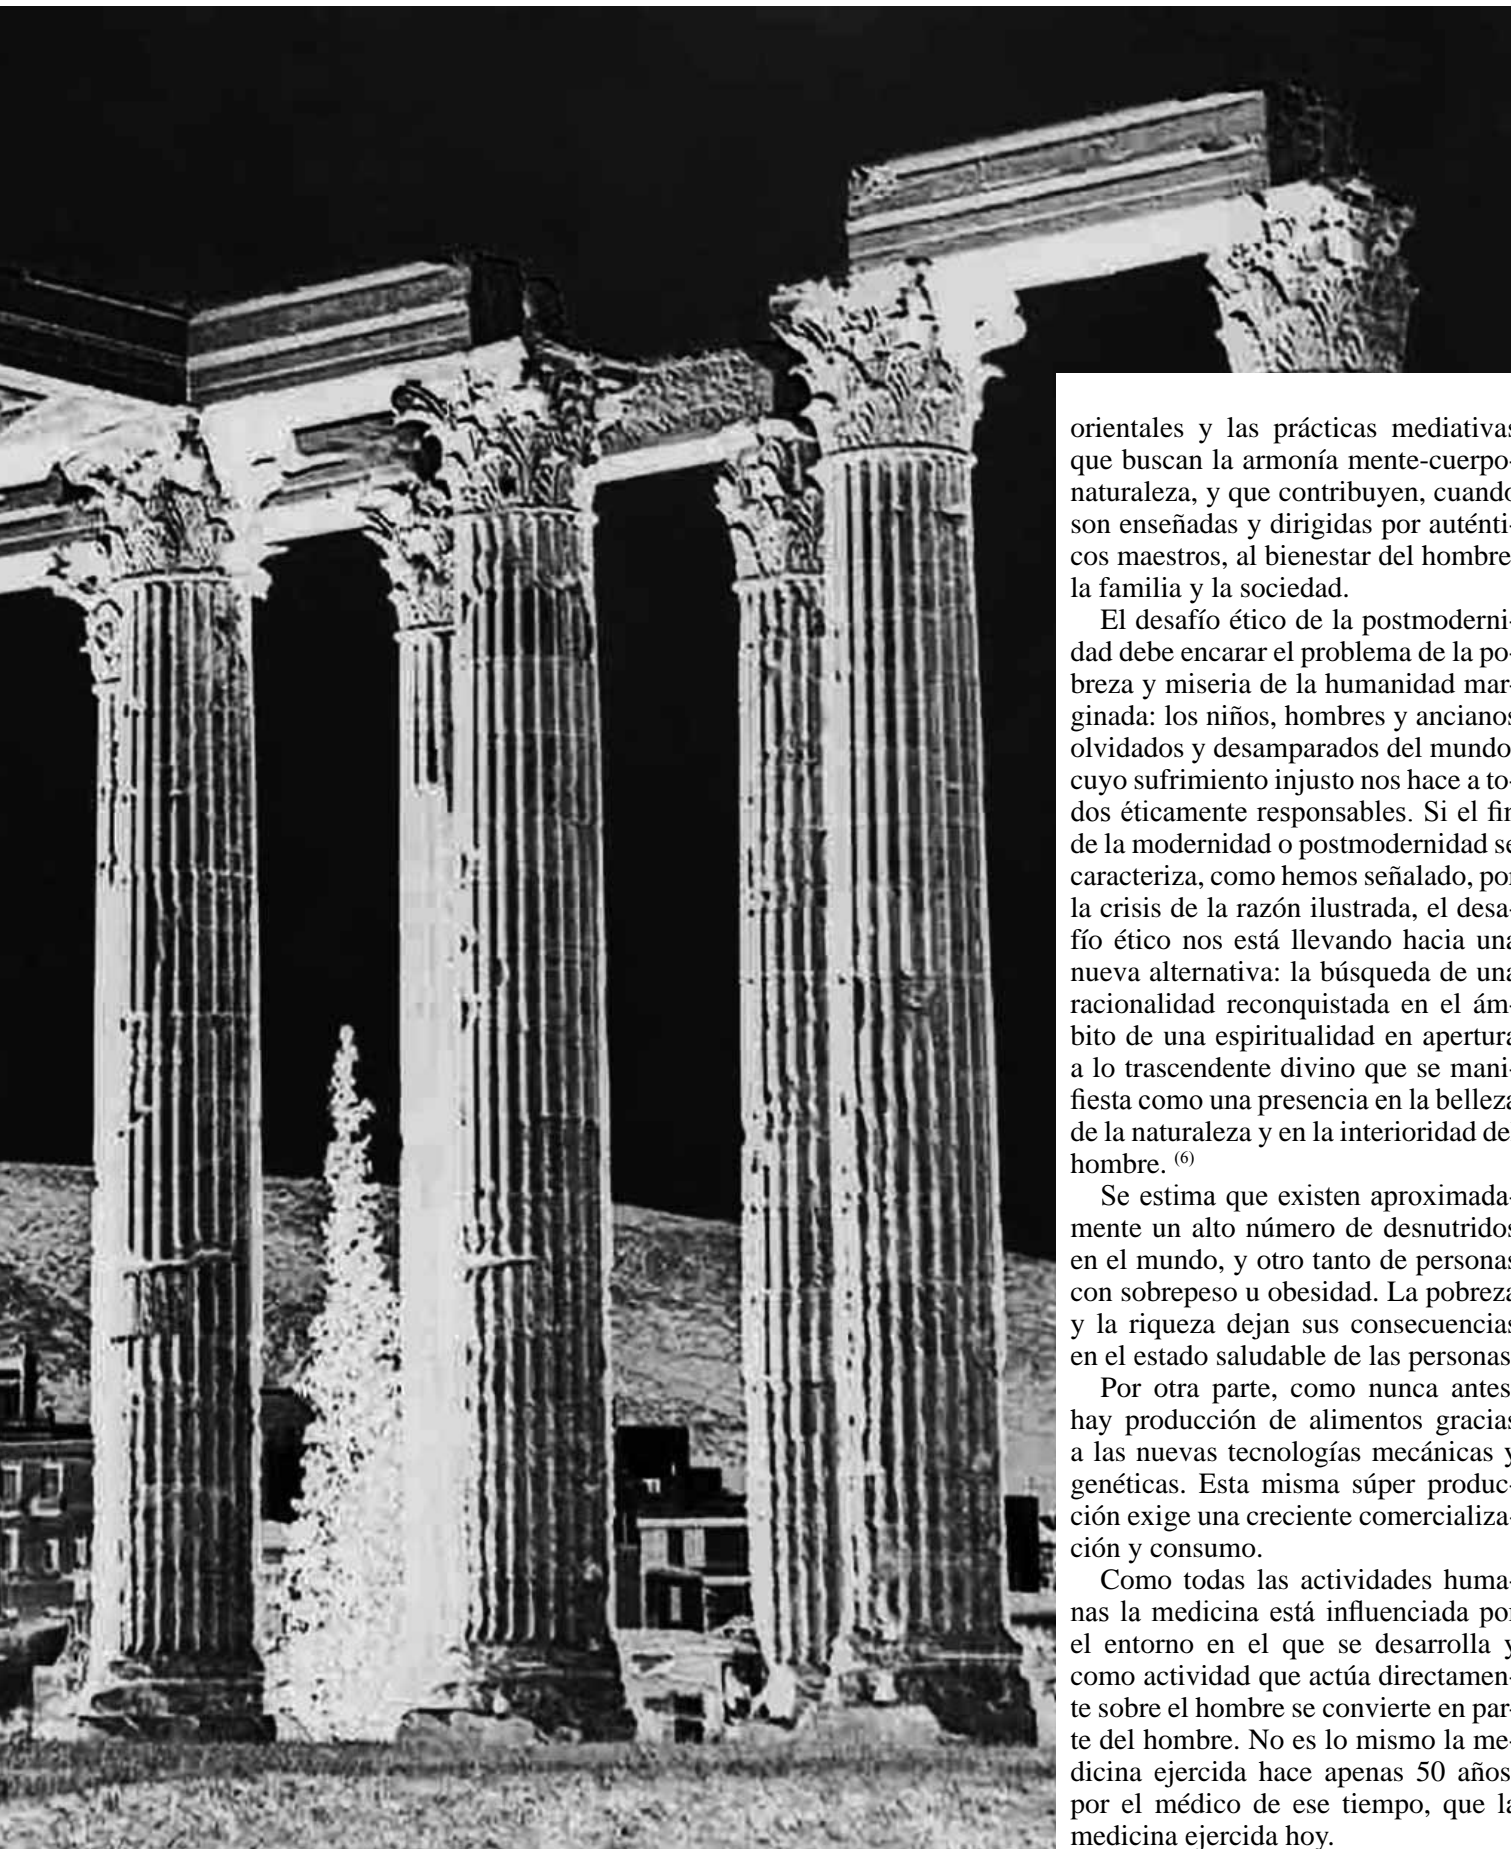 orientales y las prácticas mediativas
que buscan la armonía mente-cuerpo-
naturaleza, y que contribuyen, cuando
son enseñadas y dirigidas por auténti-
cos maestros, al bienestar del hombre
la familia y la sociedad.
El desafío ético de la postmoderni-
dad debe encarar el problema de la po-
breza y miseria de la humanidad mar-
ginada: los niños, hombres y ancianos
olvidados y desamparados del mundo
cuyo sufrimiento injusto nos hace a to-
dos éticamente responsables. Si el fin
de la modernidad o postmodernidad se
caracteriza, como hemos señalado, por
la crisis de la razón ilustrada, el desa-
fío ético nos está llevando hacia una
nueva alternativa: la búsqueda de una
racionalidad reconquistada en el ám-
bito de una espiritualidad en apertura
a lo trascendente divino que se mani-
fiesta como una presencia en la belleza
de la naturaleza y en la interioridad de
hombre. (6)
Se estima que existen aproximada-
mente un alto número de desnutridos
en el mundo, y otro tanto de personas
con sobrepeso u obesidad. La pobreza
y la riqueza dejan sus consecuencias
en el estado saludable de las personas
Por otra parte, como nunca antes
hay producción de alimentos gracias
a las nuevas tecnologías mecánicas y
genéticas. Esta misma súper produc-
ción exige una creciente comercializa-
ción y consumo.
Como todas las actividades huma-
nas la medicina está influenciada por
el entorno en el que se desarrolla y
como actividad que actúa directamen-
te sobre el hombre se convierte en par-
te del hombre. No es lo mismo la me-
dicina ejercida hace apenas 50 años
por el médico de ese tiempo, que la
medicina ejercida hoy.